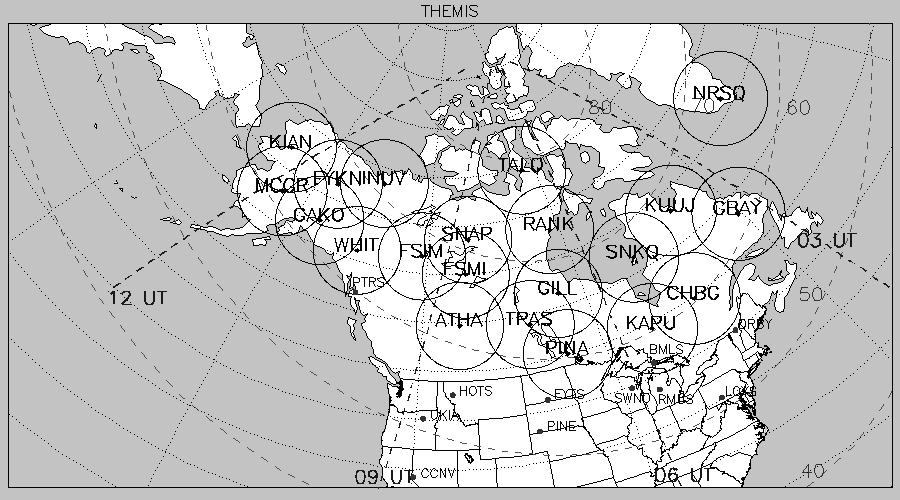 THEMIS
NRSQ
80
70
60
KIAN
TALO
MCGR
FYKN
INUV
KUUJ
GBAY
GAKO
RANK
SNAP
WHIT
FSIM
SNKQ
03 UT
FSMI
PTRS
GILL
CHBG
50
12 UT
ATHA
TPAS
KAPU
DRBY
PINA
BMLS
HOTS
FYTS
SWNO
RMUS
UKIA
PINE
09 UT
CCNV
06 UT
40